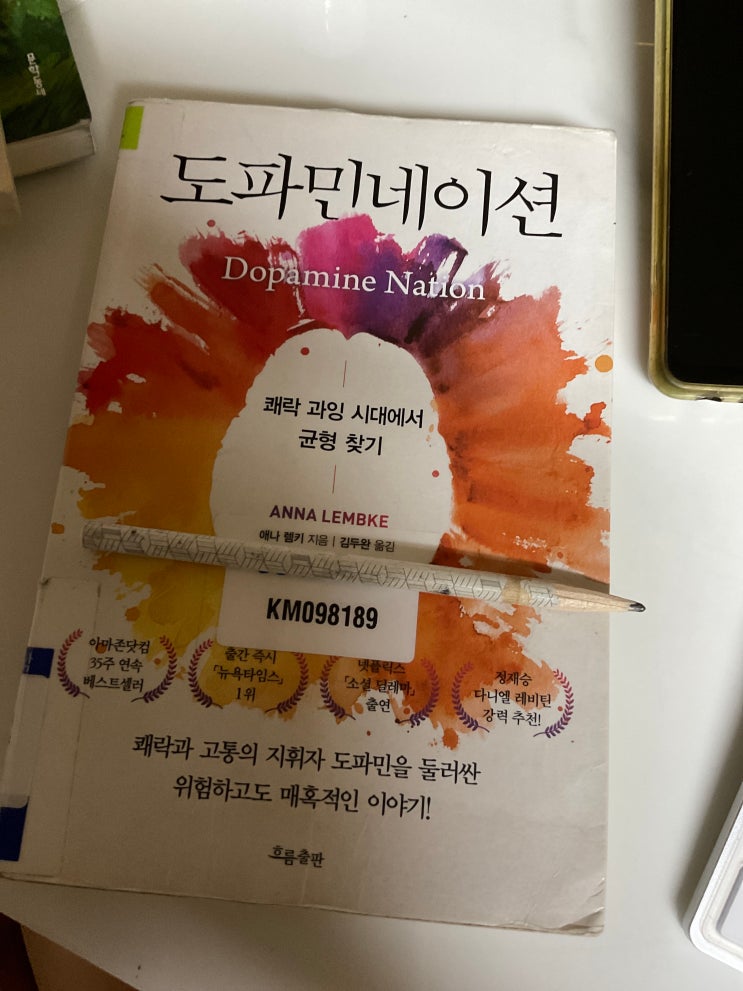 문학동네
도파민네이션
Dopamine Nation
쾌락 과잉 시대에서
균형 찾기
ANNA LEMBKE
애나 렘키 지음 | 김두완 옮김
KM098189
아마존닷컴
35주 연속
베스트셀러
출간 즉시
「뉴욕타임스」
1위
넷플릭스
「소셜 딜레마」
출연
정재승
다니엘 레비틴
강력 추천!
쾌락과 고통의 지휘자 도파민을 둘러싼
위험하고도 매혹적인 이야기!
흐름출판